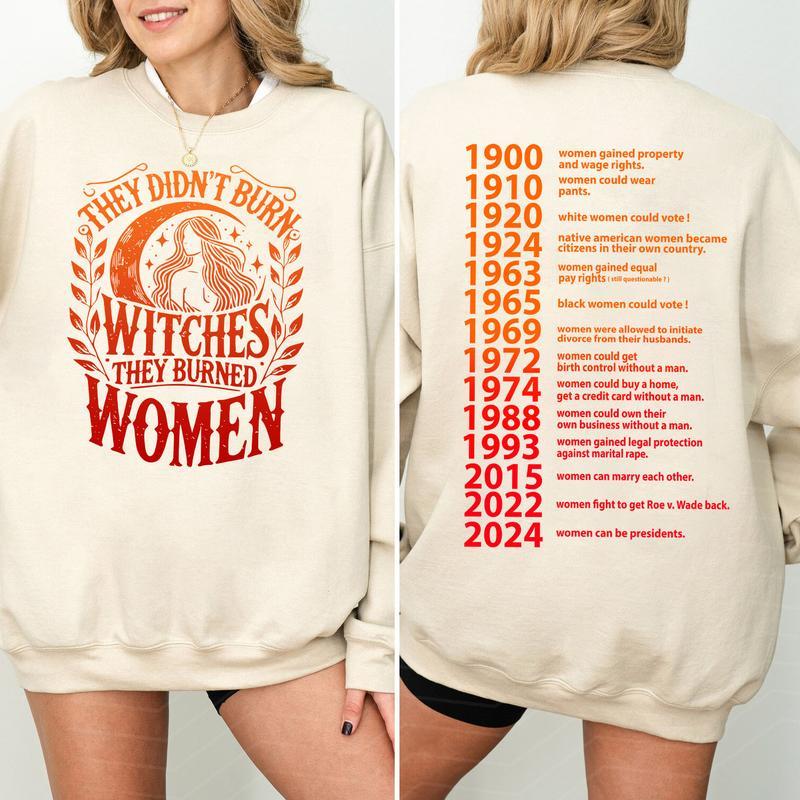 THEY DIDN'T BURN
WITCHES
THEY BURNED
WOMEN
1900 women gained property
and wage rights.
1910 women could wear
pants.
1920 white women could vote !
1924 native american women became
citizens in their own country.
1963 women gained equal
pay rights ( still questionable ? )
1965 black women could vote !
1969 women were allowed to initiate
divorce from their husbands.
1972 women could get
birth control without a man.
1974 women could buy a home,
get a credit card without a man.
1988 women could own their
own business without a man.
1993 women gained legal protection
against marital rape.
2015 women can marry each other.
2022 women fight to get Roe v. Wade back.
2024 women can be presidents.